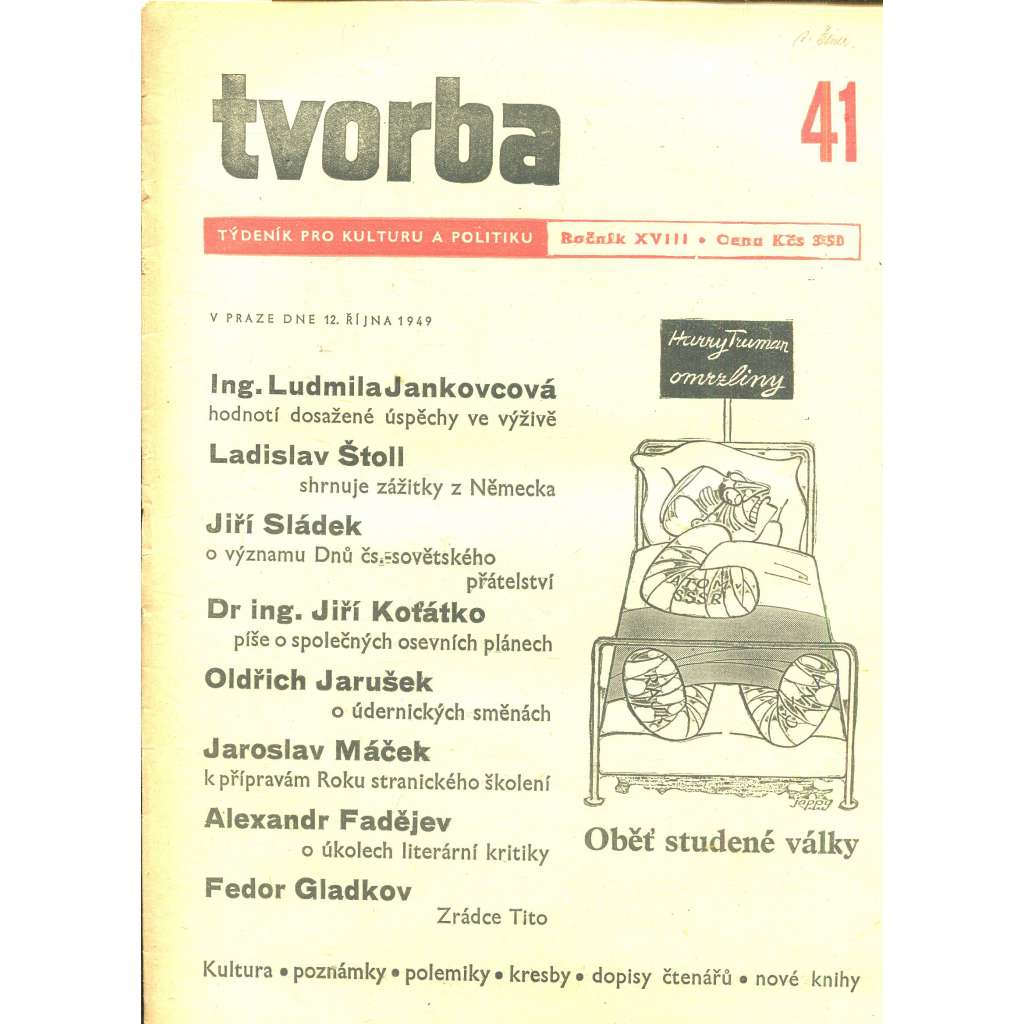 tvorba
41
TÝDENÍK PRO KULTURU A POLITIKU
Ročník XVIII • Cena Kčs 3·50
V PRAZE DNE 12. ŘÍJNA 1949
Ing. Ludmila Jankovcová
hodnotí dosažené úspěchy ve výživě
Ladislav Štoll
shrnuje zážitky z Německa
Jiří Sládek
o významu Dnů čs.-sovětského
přátelství
Dr ing. Jiří Koťátko
píše o společných osevních plánech
Oldřich Jarušek
o údernických směnách
Jaroslav Máček
k přípravám Roku stranického školení
Alexandr Fadějev
o úkolech literární kritiky
Fedor Gladkov
Zrádce Tito
Harry Truman
omrzliny
ATOM
SSSR
ČÍNA
jappy
Oběť studené války
Kultura • poznámky • polemiky • kresby • dopisy čtenářů • nové knihy